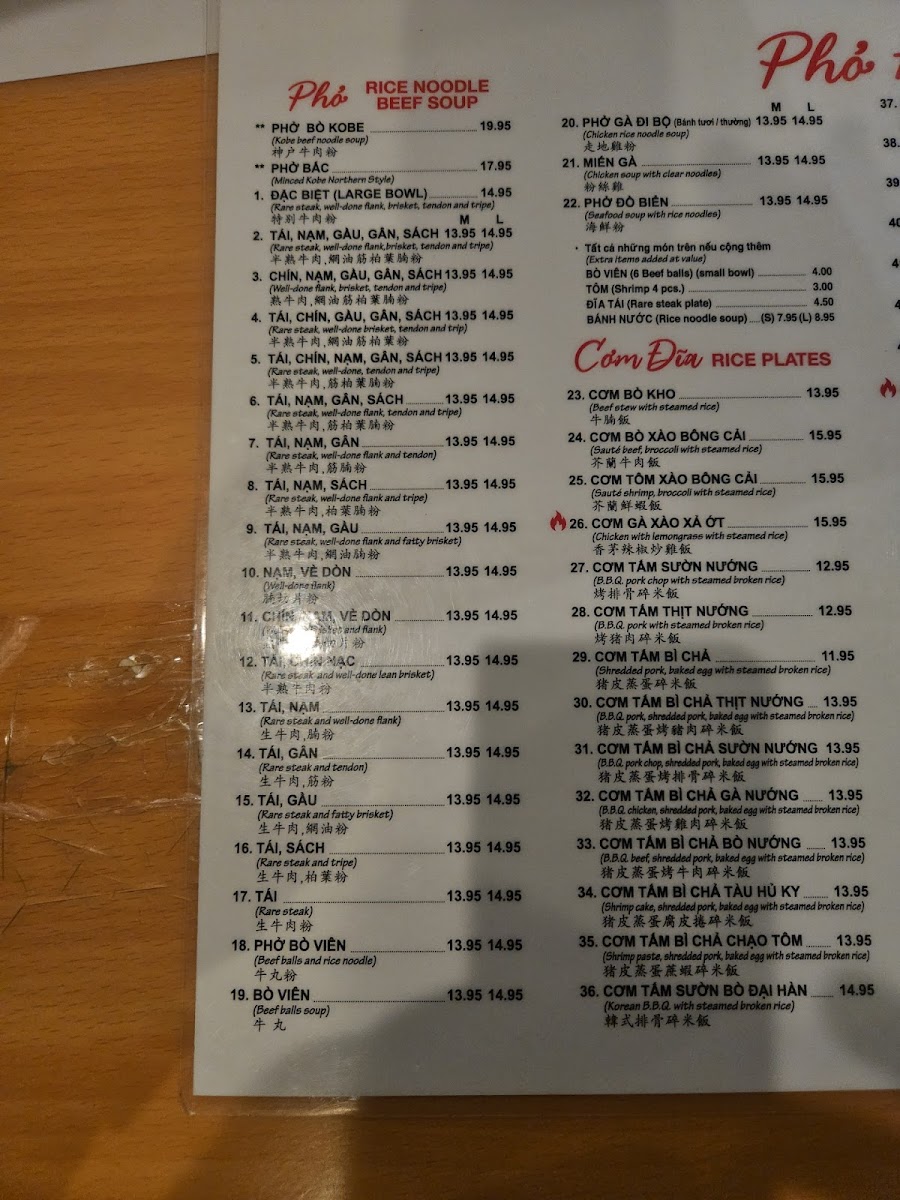 Phở RICE NOODLE
BEEF SOUP
** PHỞ BÒ KOBE 19.95
(Kobe beef noodle soup)
神户牛肉粉
** PHỞ BẮC 17.95
(Minced Kobe Northern Style)
1. ĐẶC BIỆT (LARGE BOWL) 14.95
(Rare steak, well-done flank, brisket, tendon and tripe)
特别牛肉粉
M L
2. TÁI, NẠM, GẦU, GÂN, SÁCH 13.95 14.95
(Rare steak, well-done flank,brisket, tendon and tripe)
半熟牛肉,網油筋柏葉腩粉
3. CHÍN, NẠM, GẦU, GÂN, SÁCH 13.95 14.95
(Well-done flank, brisket, tendon and tripe)
熟牛肉,網油筋柏葉腩粉
4. TÁI, CHÍN, GẦU, GÂN, SÁCH 13.95 14.95
(Rare steak, well-done brisket, tendon and trip)
半熟牛肉,網油筋柏葉粉
5. TÁI, CHÍN, NẠM, GÂN, SÁCH 13.95 14.95
(Rare steak, well-done, tendon and tripe)
半熟牛肉,筋柏葉腩粉
6. TÁI, NẠM, GÂN, SÁCH 13.95 14.95
(Rare steak, well-done flank, tendon and tripe)
半熟牛肉,筋柏葉腩粉
7. TÁI, NẠM, GÂN 13.95 14.95
(Rare steak, well-done flank and tendon)
半熟牛肉,筋腩粉
8. TÁI, NẠM, SÁCH 13.95 14.95
(Rare steak, well-done flank and tripe)
半熟牛肉,柏葉腩粉
9. TÁI, NẠM, GẦU 13.95 14.95
(Rare steak, well-done flank and fatty brisket)
半熟牛肉,網油腩粉
10. NẠM, VÈ DÒN 13.95 14.95
(Well-done flank)
腩片粉
11. CHÍN, NẠM, VÈ DÒN 13.95 14.95
and flank)
片粉
12. TÁI, CHÍN NẠC 13.95 14.95
(Rare steak and well-done lean brisket)
半熟牛肉粉
13. TÁI, NẠM 13.95 14.95
(Rare steak and well-done flank)
生牛肉,腩粉
14. TÁI, GÂN 13.95 14.95
(Rare steak and tendon)
生牛肉,筋粉
15. TÁI, GẦU 13.95 14.95
(Rare steak and fatty brisket)
生牛肉,網油粉
16. TÁI, SÁCH 13.95 14.95
(Rare steak and tripe)
生牛肉,柏葉粉
17. TÁI 13.95 14.95
(Rare steak)
生牛肉粉
18. PHỞ BÒ VIÊN 13.95 14.95
(Beef balls and rice noodle)
牛丸粉
19. BÒ VIÊN 13.95 14.95
(Beef balls soup)
牛丸
Phở
M L
20. PHỞ GÀ ĐI BỘ (Bánh tươi / thường) 13.95 14.95
(Chicken rice noodle soup)
走地雞粉
21. MIẾN GÀ 13.95 14.95
(Chicken soup with clear noodles)
粉絲雞
22. PHỞ ĐỒ BIỂN 13.95 14.95
(Seafood soup with rice noodles)
海鮮粉
• Tất cả những món trên nếu cộng thêm
(Extra items added at value)
BÒ VIÊN (6 Beef balls) (small bowl) 4.00
TÔM (Shrimp 4 pcs.) 3.00
ĐĨA TÁI (Rare steak plate) 4.50
BÁNH NƯỚC (Rice noodle soup) (S) 7.95 (L) 8.95
Cơm Đĩa RICE PLATES
23. CƠM BÒ KHO 13.95
(Beef stew with steamed rice)
牛腩飯
24. CƠM BÒ XÀO BÔNG CẢI 15.95
(Sauté beef, broccoli with steamed rice)
芥蘭牛肉飯
25. CƠM TÔM XÀO BÔNG CẢI 15.95
(Sauté shrimp, broccoli with steamed rice)
芥蘭鮮蝦飯
26. CƠM GÀ XÀO XẢ ỚT 15.95
(Chicken with lemongrass with steamed rice)
香茅辣椒炒雞飯
27. CƠM TẤM SƯỜN NƯỚNG 12.95
(B.B.Q. pork chop with steamed broken rice)
烤排骨碎米飯
28. CƠM TẤM THỊT NƯỚNG 12.95
(B.B.Q. pork with steamed broken rice)
烤猪肉碎米飯
29. CƠM TẤM BÌ CHẢ 11.95
(Shredded pork, baked egg with steamed broken rice)
猪皮蒸蛋碎米飯
30. CƠM TẤM BÌ CHẢ THỊT NƯỚNG 13.95
(B.B.Q. pork, shredded pork, baked egg with steamed broken rice)
猪皮蒸蛋烤豬肉碎米飯
31. CƠM TẤM BÌ CHẢ SƯỜN NƯỚNG 13.95
(B.B.Q. pork chop, shredded pork, baked egg with steamed broken rice)
猪皮蒸蛋烤排骨碎米飯
32. CƠM TẤM BÌ CHẢ GÀ NƯỚNG 13.95
(B.B.Q. chicken, shredded pork, baked egg with steamed broken rice)
猪皮蒸蛋烤雞肉碎米飯
33. CƠM TẤM BÌ CHẢ BÒ NƯỚNG 13.95
(B.B.Q. beef, shredded pork, baked egg with steamed broken rice)
猪皮蒸蛋烤牛肉碎米飯
34. CƠM TẤM BÌ CHẢ TÀU HỦ KY 13.95
(Shrimp cake, shredded pork, baked egg with steamed broken rice)
猪皮蒸蛋腐皮捲碎米飯
35. CƠM TẤM BÌ CHẢ CHẠO TÔM 13.95
(Shrimp paste, shredded pork, baked egg with steamed broken rice)
猪皮蒸蛋蔗蝦碎米飯
36. CƠM TẤM SƯỜN BÒ ĐẠI HÀN 14.95
(Korean B.B.Q. with steamed broken rice)
韓式排骨碎米飯
37.
38.
39
40
4
4
4